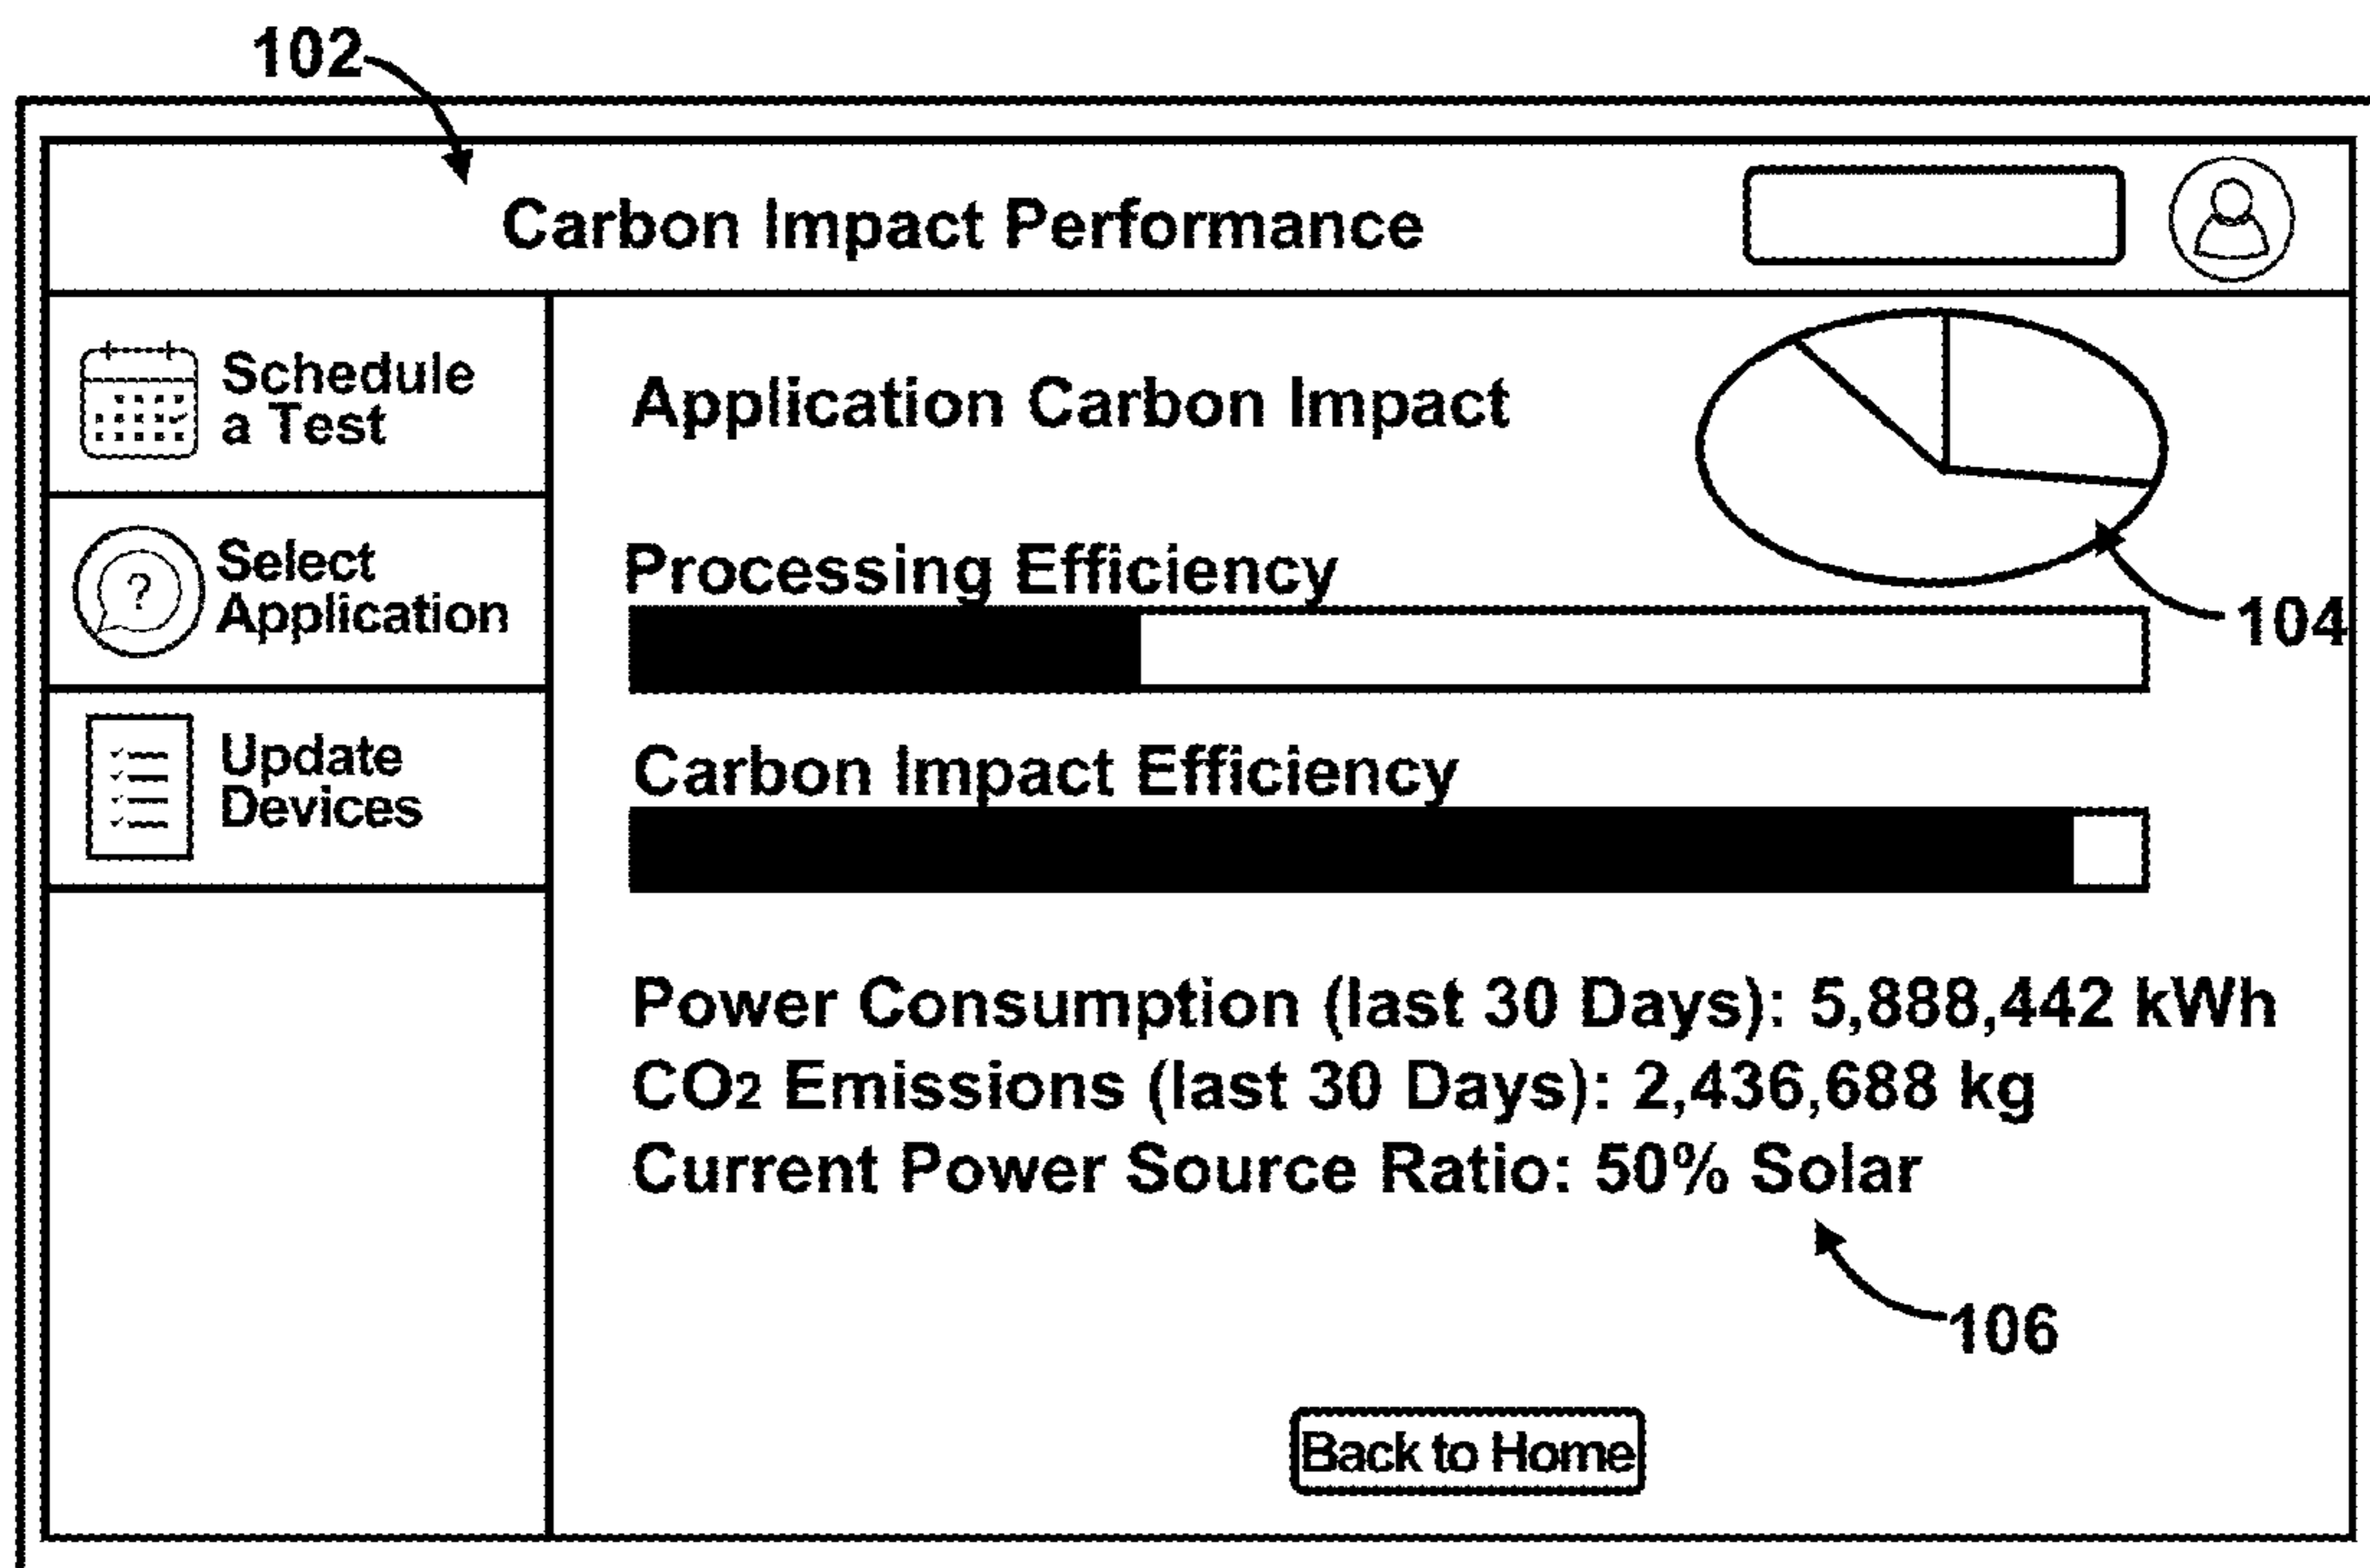 102
Carbon Impact Performance
Schedule
a Test
Select
Application
Update
Devices
Application Carbon Impact
104
Processing Efficiency
Carbon Impact Efficiency
Power Consumption (last 30 Days): 5,888,442 kWh
CO2 Emissions (last 30 Days): 2,436,688 kg
Current Power Source Ratio: 50% Solar
106
Back to Home
?